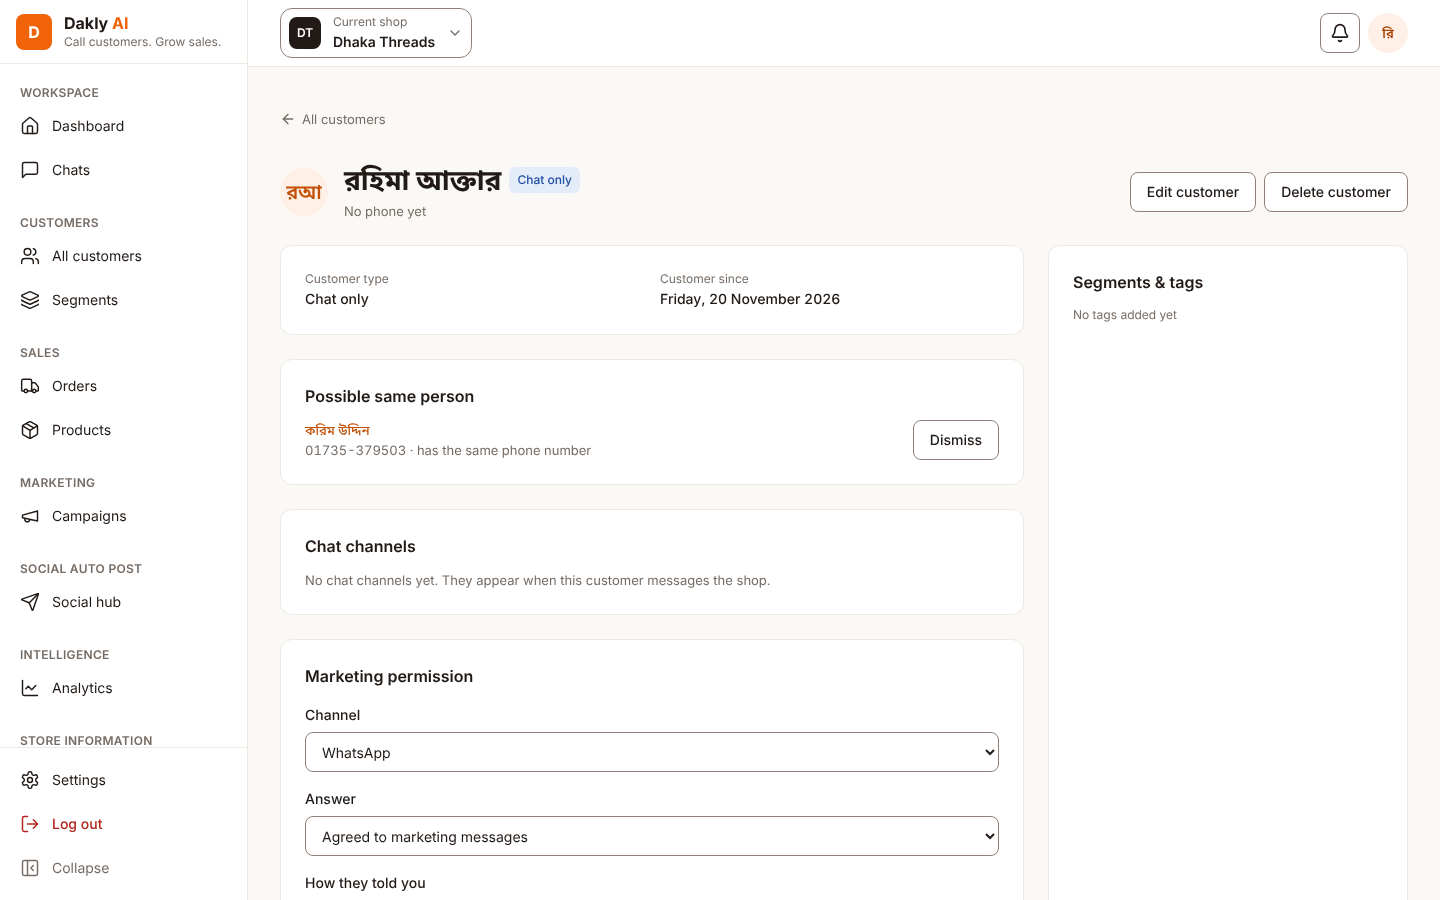 D
Dakly AI
Call customers. Grow sales.
DT
Current shop
Dhaka Threads
রি
WORKSPACE
Dashboard
Chats
CUSTOMERS
All customers
Segments
SALES
Orders
Products
MARKETING
Campaigns
SOCIAL AUTO POST
Social hub
INTELLIGENCE
Analytics
STORE INFORMATION
Settings
Log out
Collapse
All customers
রআ
রহিমা আক্তার
Chat only
No phone yet
Edit customer
Delete customer
Customer type
Chat only
Customer since
Friday, 20 November 2026
Possible same person
করিম উদ্দিন
01735-379503 · has the same phone number
Dismiss
Chat channels
No chat channels yet. They appear when this customer messages the shop.
Marketing permission
Channel
WhatsApp
Answer
Agreed to marketing messages
How they told you
Segments & tags
No tags added yet